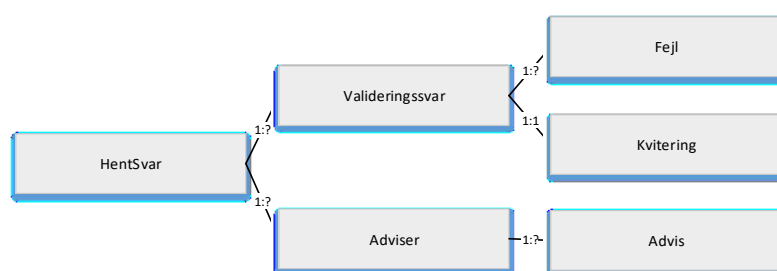 Fejl
1:?
Valideringssvar
1:1
Kvitering
1:?
HentSvar
1:?
Adviser
1:?
Advis